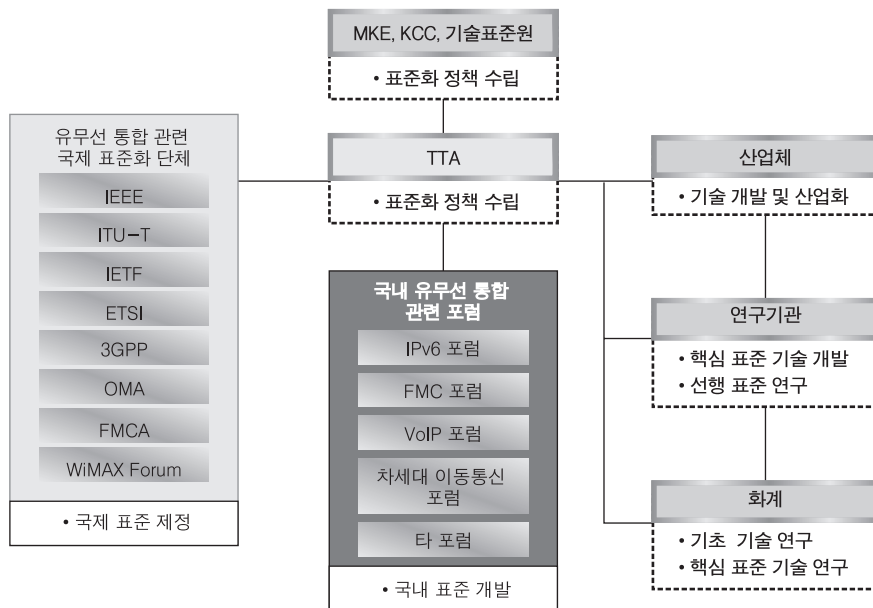 MKE, KCC, 기술표준원
• 표준화 정책 수립
유무선 통합 관련
국제 표준화 단체
IEEE
ITU-T
IETF
ETSI
3GPP
OMA
FMCA
WiMAX Forum
• 국제 표준 제정
TTA
• 표준화 정책 수립
국내 유무선 통합
관련 포럼
IPv6 포럼
FMC 포럼
VoIP 포럼
차세대 이동통신
포럼
타 포럼
• 국내 표준 개발
산업체
• 기술 개발 및 산업화
연구기관
• 핵심 표준 기술 개발
• 선행 표준 연구
화계
• 기초 기술 연구
• 핵심 표준 기술 연구